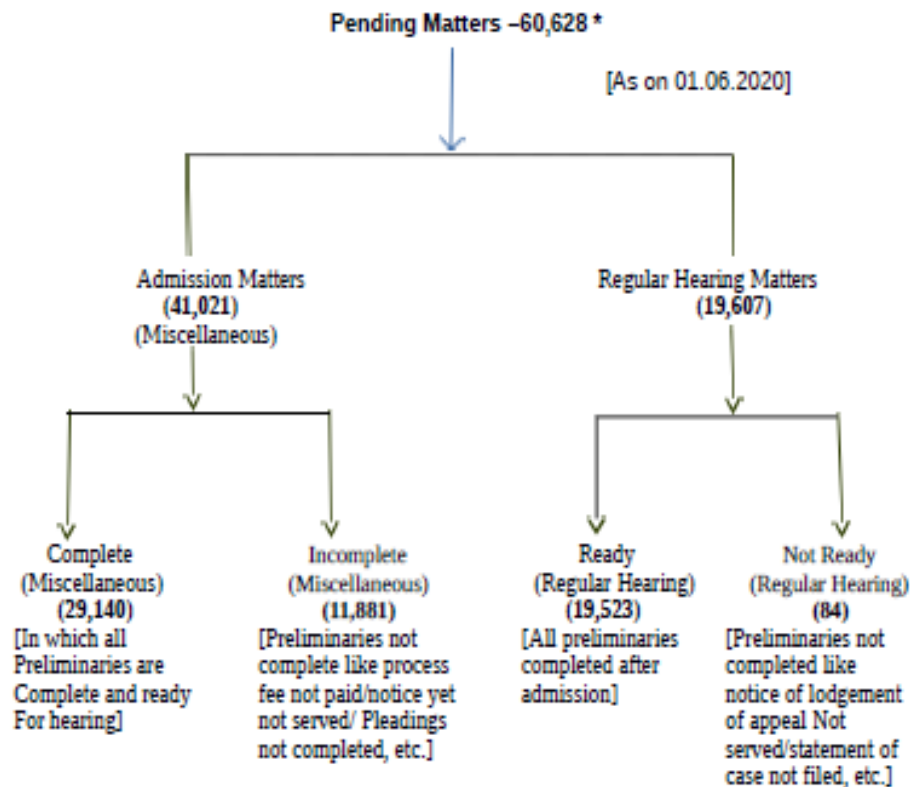 Pending Matters –60,628 *
[As on 01.06.2020]
Admission Matters
(41,021)
(Miscellaneous)
Regular Hearing Matters
(19,607)
Complete
(Miscellaneous)
(29,140)
[In which all
Preliminaries are
Complete and ready
For hearing]
Incomplete
(Miscellaneous)
(11,881)
[Preliminaries not
complete like process
fee not paid/notice yet
not served/ Pleadings
not completed, etc.]
Ready
(Regular Hearing)
(19,523)
[All preliminaries
completed after
admission]
Not Ready
(Regular Hearing)
(84)
[Preliminaries not
completed like
notice of lodgement
of appeal Not
served/statement of
case not filed, etc.]